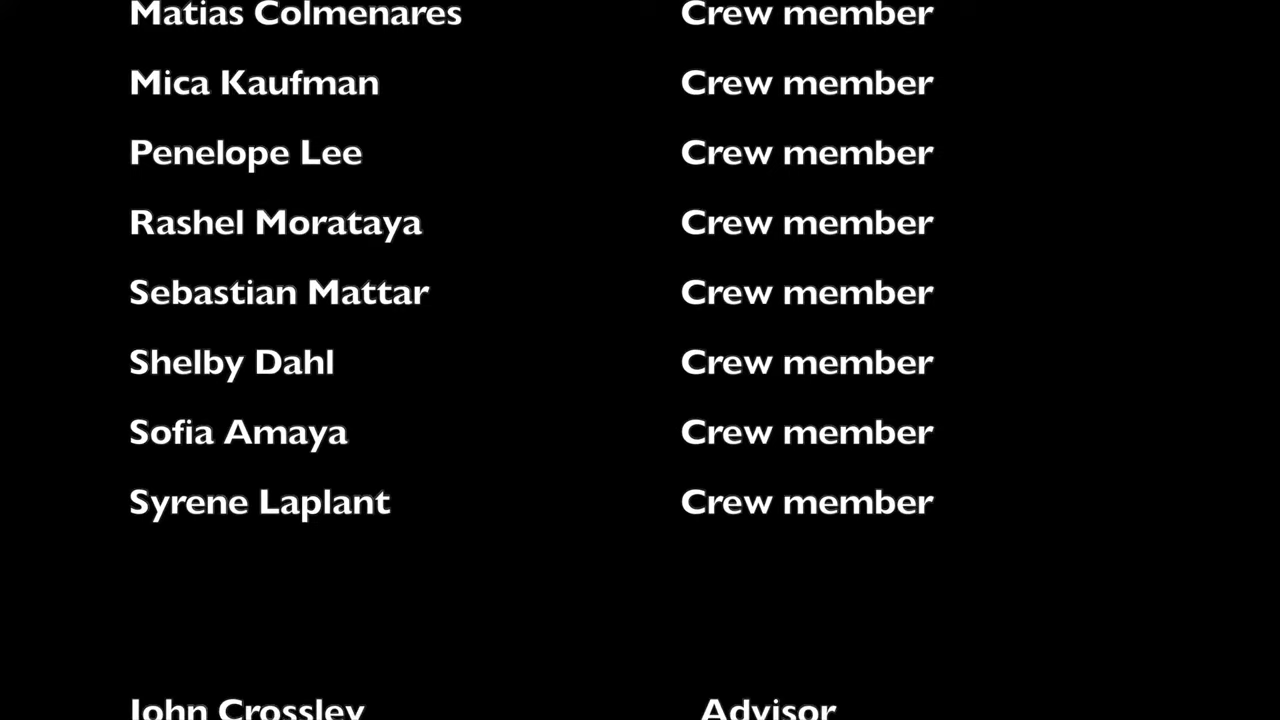 Matias Colmenares Crew member
Mica Kaufman Crew member
Penelope Lee Crew member
Rashel Morataya Crew member
Sebastian Mattar Crew member
Shelby Dahl Crew member
Sofia Amaya Crew member
Syrene Laplant Crew member
John Crossley Advisor